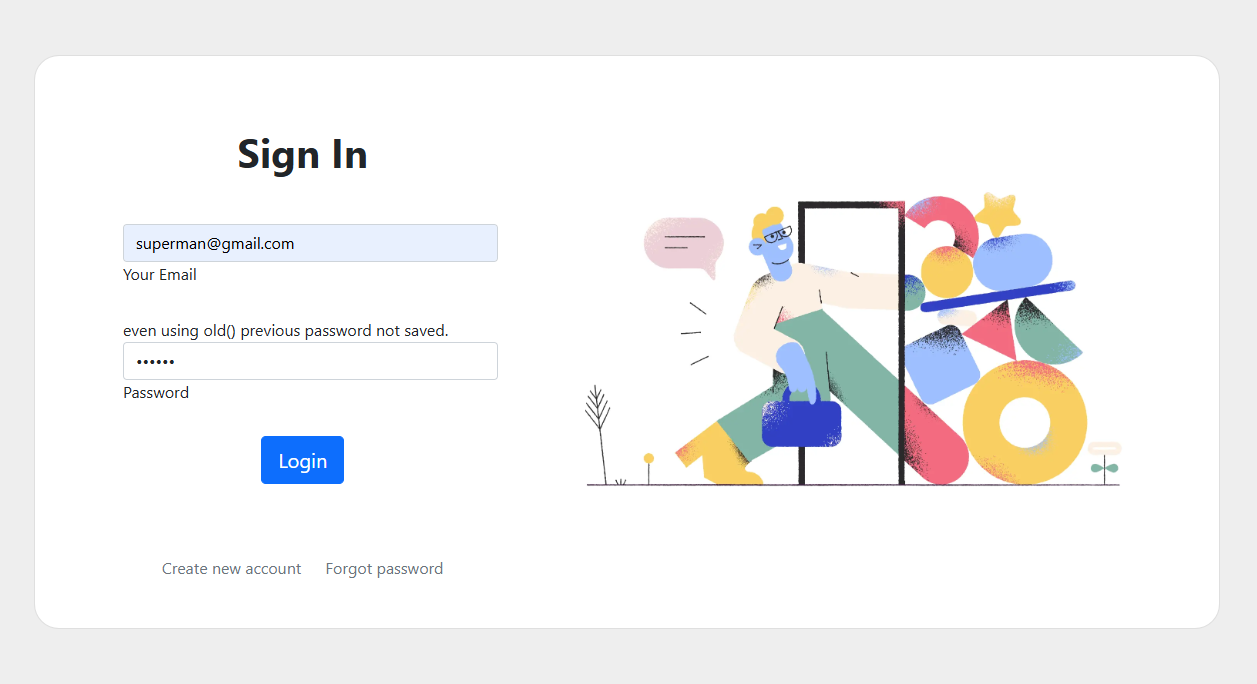 Sign In
superman@gmail.com
Your Email
even using old() previous password not saved.
••••••
Password
Login
Create new account Forgot password